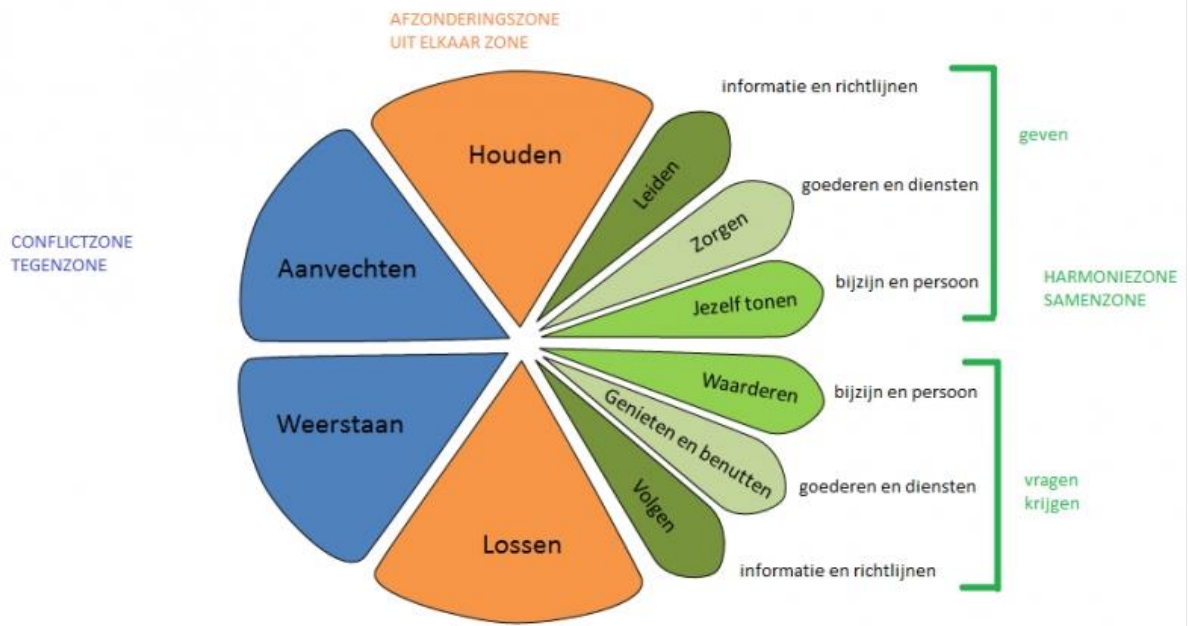 AFZONDERINGSZONE
UIT ELKAAR ZONE
informatie en richtlijnen
geven
Houden
Leiden
goederen en diensten
Zorgen
CONFLICTZONE
TEGENZONE
Aanvechten
bijzijn en persoon
HARMONIEZONE
SAMENZONE
Jezelf tonen
Waarderen
bijzijn en persoon
Weerstaan
Genieten en benutten
goederen en diensten
vragen
krijgen
Volgen
Lossen
informatie en richtlijnen